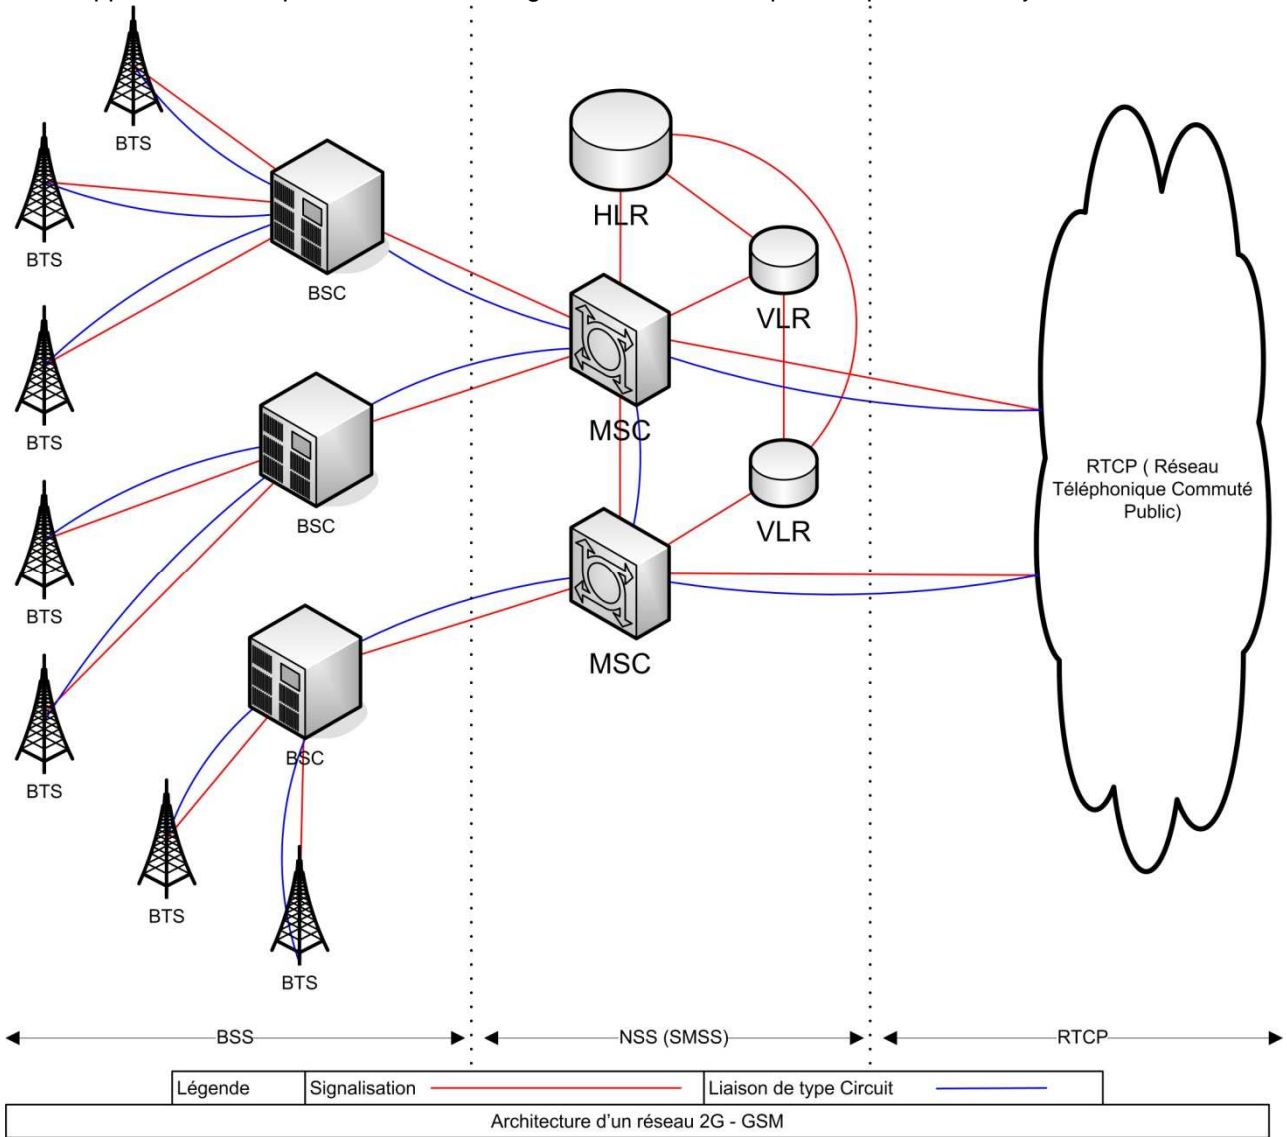 BTS
BTS
BSC
HLR
VLR
BTS
MSC
BSC
VLR
RTCP ( Réseau
Téléphonique Commuté
Public)
BTS
MSC
BTS
BSC
BTS
BTS
BSS
NSS (SMSS)
RTCP
Légende
Signalisation
Liaison de type Circuit
Architecture d'un réseau 2G - GSM